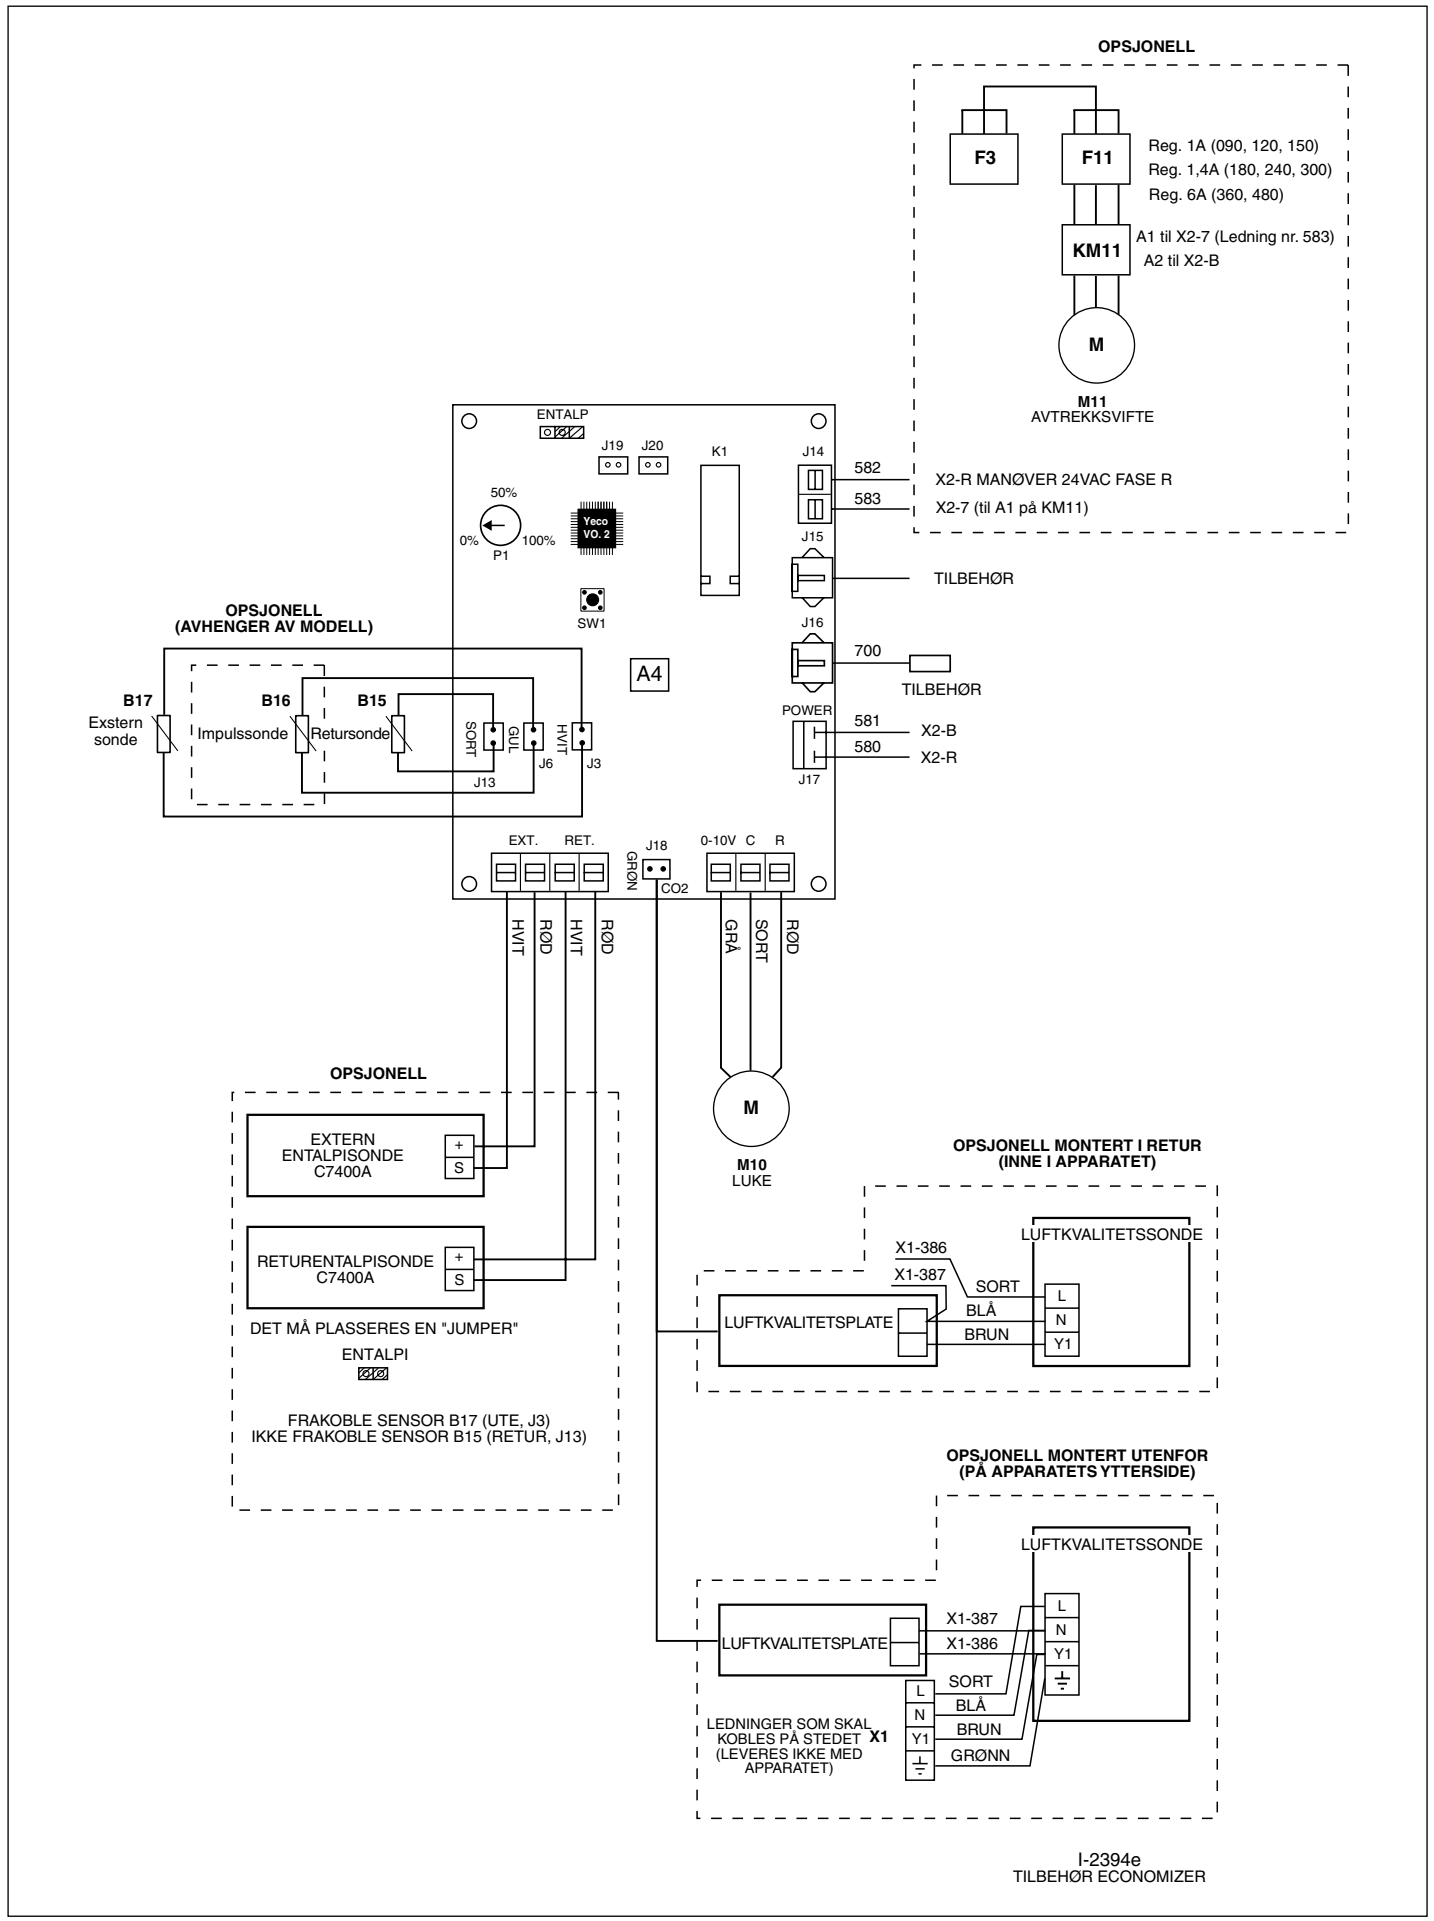 OPSJONELL
F3
F11
Reg. 1A (090, 120, 150)
Reg. 1,4A (180, 240, 300)
Reg. 6A (360, 480)
KM11
A1 til X2-7 (Ledning nr. 583)
A2 til X2-B
M
M11
AVTREKKSVIFTE
ENTALP
J19
J20
K1
J14
582
X2-R MANØVER 24VAC FASE R
583
X2-7 (til A1 på KM11)
50%
0%
100%
P1
Yeco
VO. 2
J15
TILBEHØR
SW1
J16
700
TILBEHØR
A4
OPSJONELL
(AVHENGER AV MODELL)
B17
Exstern
sonde
B16
Impulssonde
B15
Retursonde
SORT
GUL
HVIT
J13
J6
J3
POWER
581
X2-B
580
X2-R
J17
EXT.
RET.
GRØN
J18
CO2
0-10V
C
R
HVIT
RØD
HVIT
RØD
GRÅ
SORT
RØD
M
M10
LUKE
OPSJONELL
EXTERN
ENTALPISONDE
C7400A
+
S
RETURENTALPISONDE
C7400A
+
S
DET MÅ PLASSERES EN "JUMPER"
ENTALPI
FRAKOBLE SENSOR B17 (UTE, J3)
IKKE FRAKOBLE SENSOR B15 (RETUR, J13)
OPSJONELL MONTERT I RETUR
(INNE I APPARATET)
LUFTKVALITETSSONDE
X1-386
X1-387
SORT
BLÅ
BRUN
L
N
Y1
LUFTKVALITETSPLATE
OPSJONELL MONTERT UTENFOR
(PÅ APPARATETS YTTERSIDE)
LUFTKVALITETSSONDE
L
N
Y1
X1-387
X1-386
LUFTKVALITETSPLATE
L
N
Y1
SORT
BLÅ
BRUN
GRØNN
LEDNINGER SOM SKAL
KOBLES PÅ STEDET
(LEVERES IKKE MED
APPARATET)
X1
I-2394e
TILBEHØR ECONOMIZER